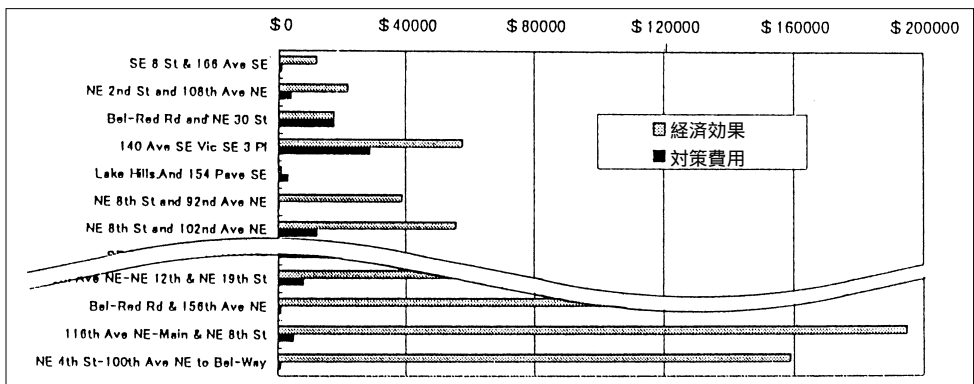 $ 0 $ 40000 $ 80000 $ 120000 $ 160000 $ 200000
SE 8 St & 166 Ave SE
NE 2nd St and 108th Ave NE
Bel-Red Rd and NE 30 St
140 Ave SE Vic SE 3 Pl
Lake Hills.And 154 Pave SE
NE 8th St and 92nd Ave NE
NE 8th St and 102nd Ave NE
Ave NE-NE 12th & NE 19th St
Bel-Red Rd & 156th Ave NE
116th Ave NE-Main & NE 8th St
NE 4th St-100th Ave NE to Bel-Way
経済効果
対策費用